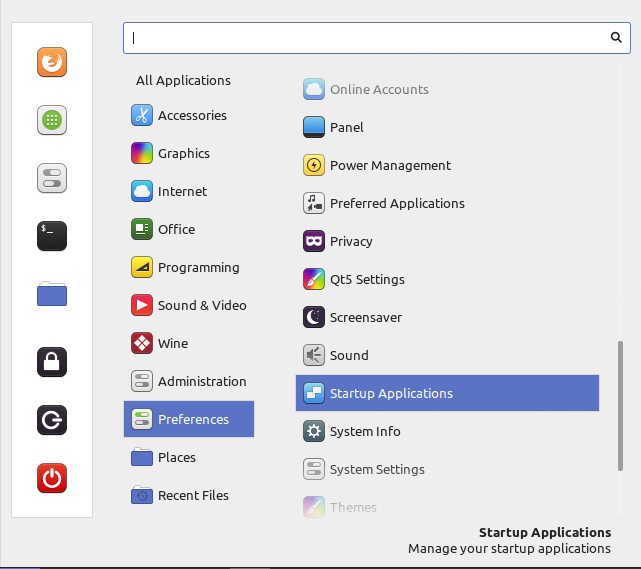 $_
All Applications
Accessories
Graphics
Internet
Office
Programming
Sound & Video
Wine
Administration
Preferences
Places
Recent Files
Online Accounts
Panel
Power Management
Preferred Applications
Privacy
Qt5 Settings
Screensaver
Sound
Startup Applications
System Info
System Settings
Themes
Startup Applications
Manage your startup applications